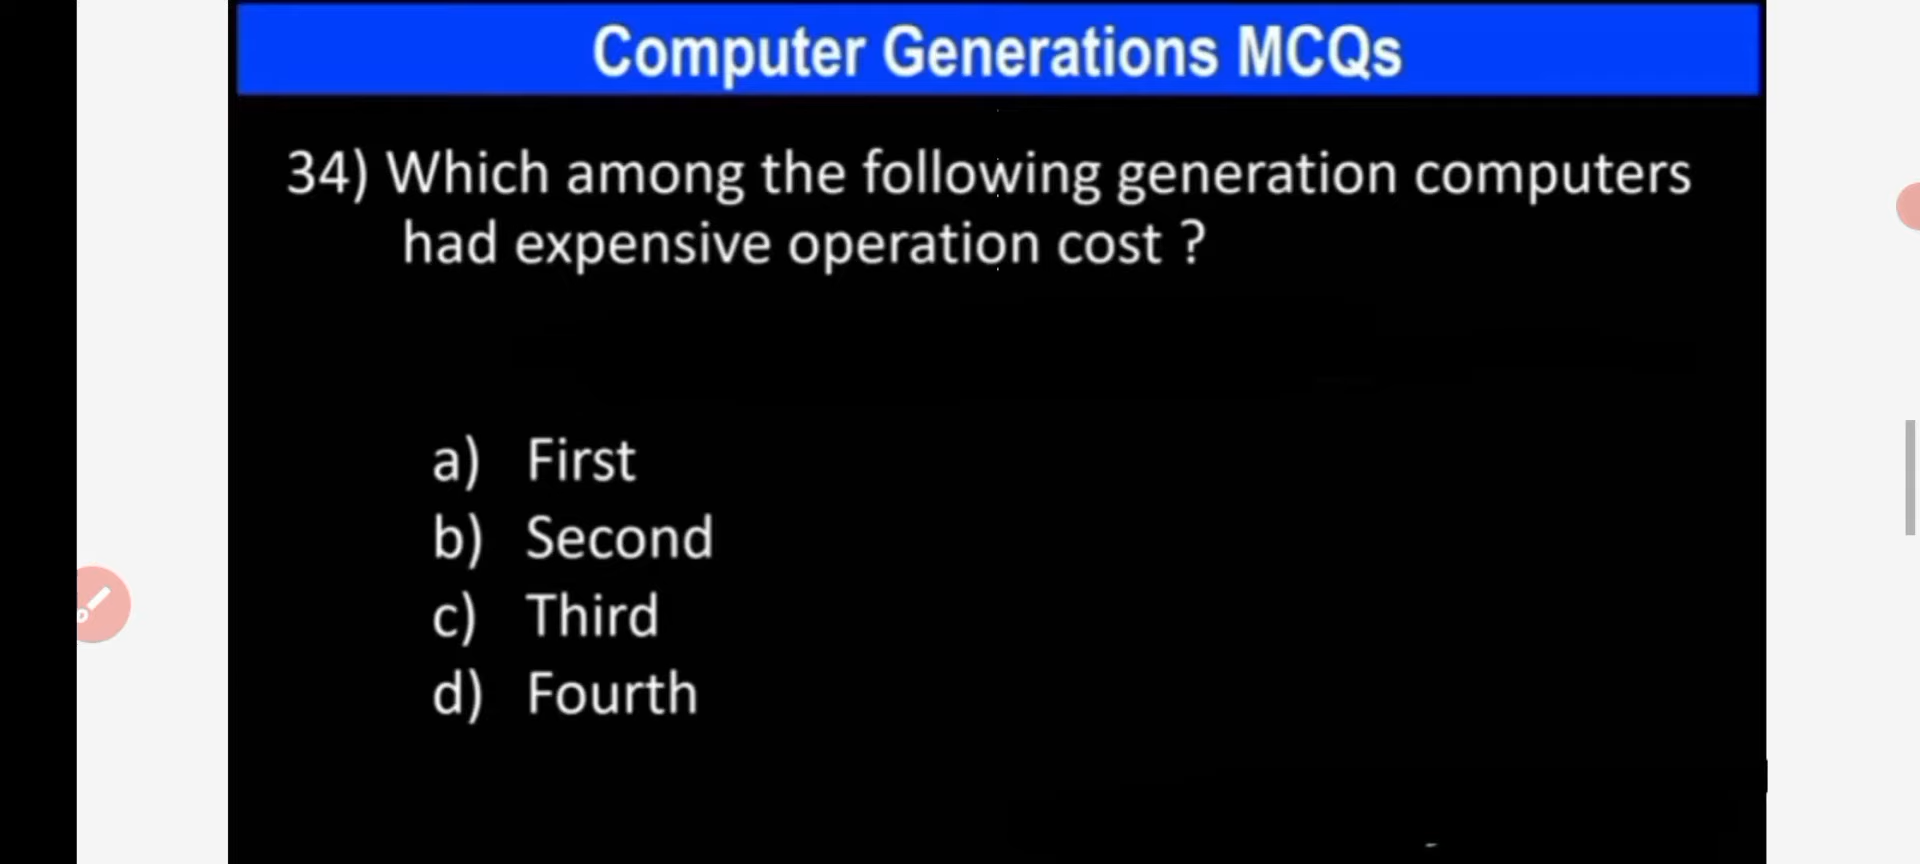 Computer Generations MCQs
34) Which among the following generation computers
had expensive operation cost ?
a) First
b) Second
c) Third
d) Fourth